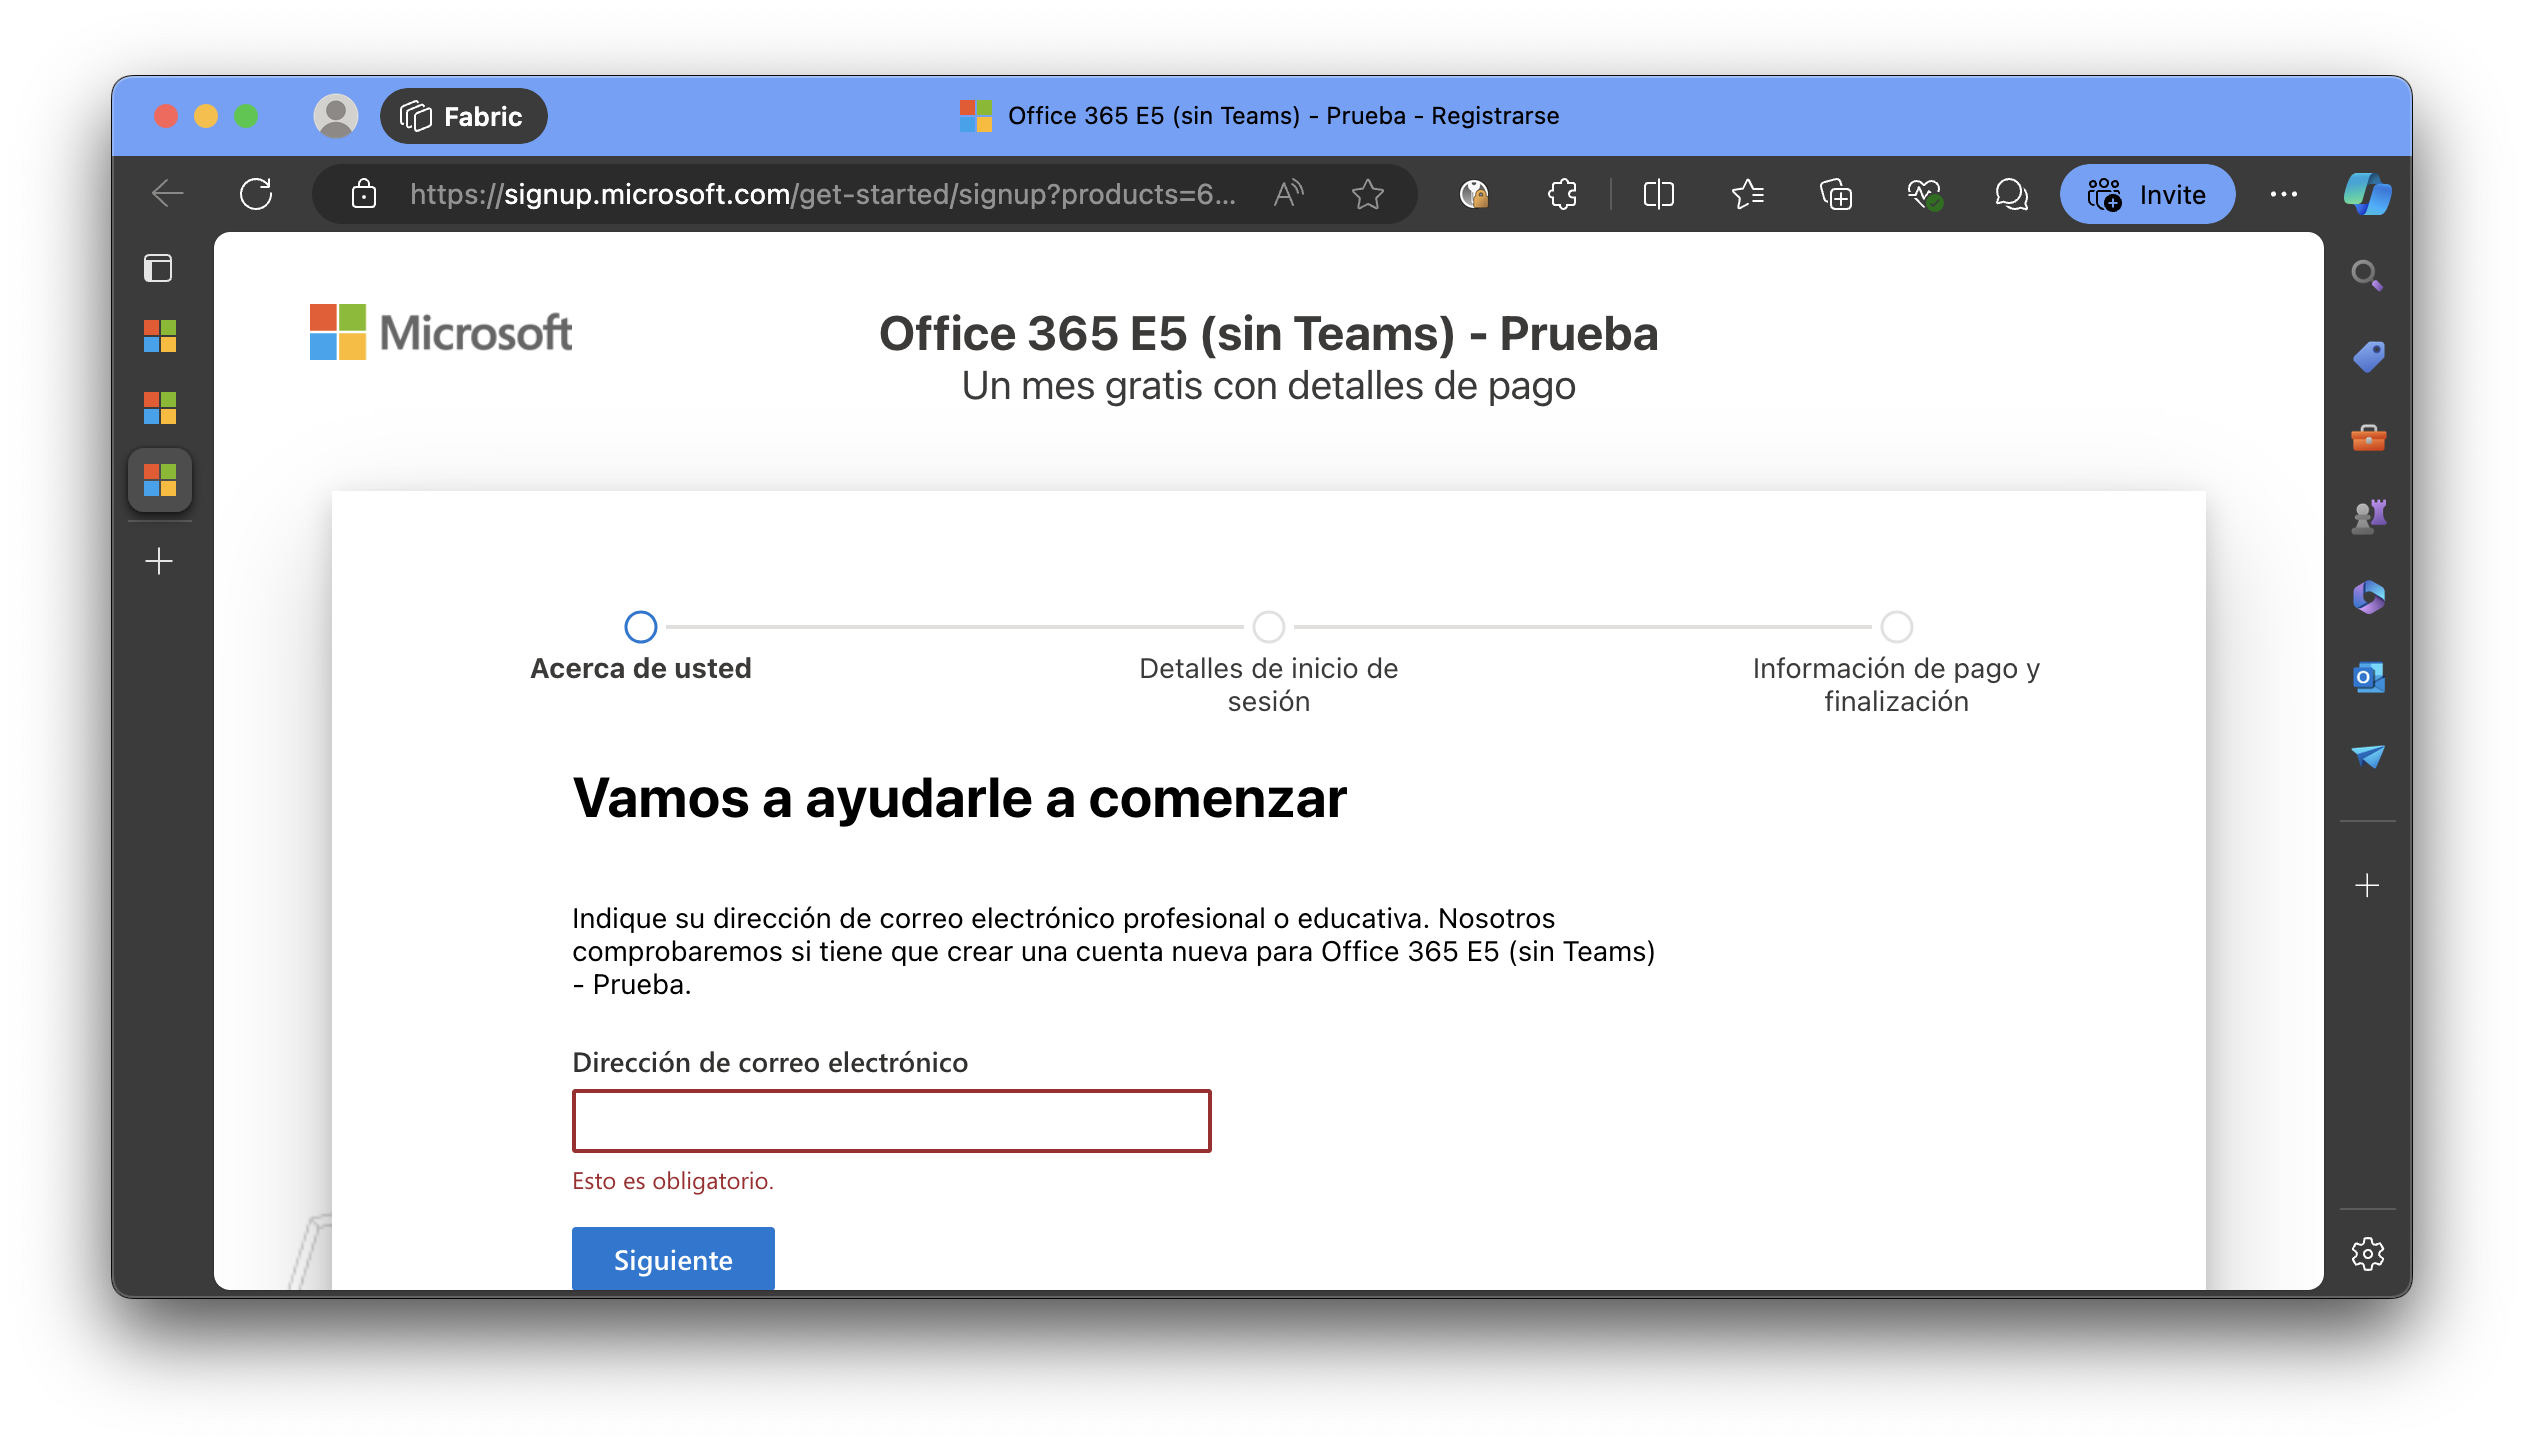 Fabric
Office 365 E5 (sin Teams) - Prueba - Registrarse
https://signup.microsoft.com/get-started/signup?products=6...
Invite
Microsoft
Office 365 E5 (sin Teams) - Prueba
Un mes gratis con detalles de pago
Acerca de usted
Detalles de inicio de
sesión
Información de pago y
finalización
Vamos a ayudarle a comenzar
Indique su dirección de correo electrónico profesional o educativa. Nosotros
comprobaremos si tiene que crear una cuenta nueva para Office 365 E5 (sin Teams)
- Prueba.
Dirección de correo electrónico
Esto es obligatorio.
Siguiente